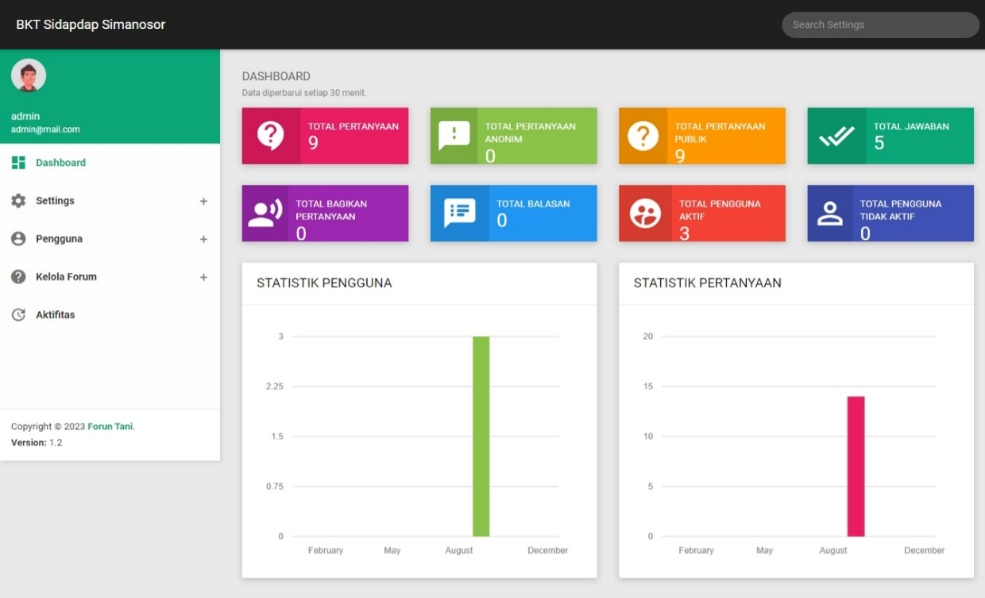 BKT Sidapdap Simanosor
Search Settings
admin
admin@mail.com
Dashboard
Settings +
Pengguna +
Kelola Forum +
Aktifitas
Copyright © 2023 Forun Tani.
Version: 1.2
DASHBOARD
Data diperbarui setiap 30 menit.
TOTAL PERTANYAAN
9
TOTAL PERTANYAAN
ANONIM
0
TOTAL PERTANYAAN
PUBLIK
9
TOTAL JAWABAN
5
TOTAL BAGIKAN
PERTANYAAN
0
TOTAL BALASAN
0
TOTAL PENGGUNA
AKTIF
3
TOTAL PENGGUNA
TIDAK AKTIF
0
STATISTIK PENGGUNA
3
2.25
1.5
0.75
0
February May August December
STATISTIK PERTANYAAN
20
15
10
5
0
February May August December